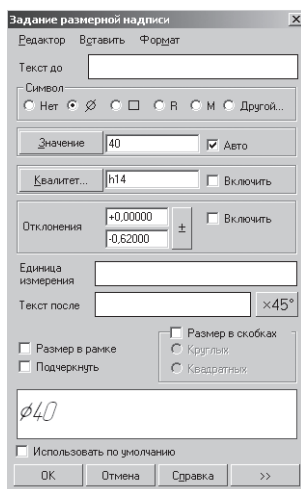 Задание размерной надписи
Редактор Вставить Формат
Текст до
Символ
Нет ⌀ □ R M Другой...
Значение 40 Авто
Квалитет... h14 Включить
Отклонения +0,00000 -0,62000 ± Включить
Единица измерения
Текст после ×45°
Размер в рамке
Подчеркнуть
Размер в скобках
Круглых
Квадратных
⌀40
Использовать по умолчанию
OK Отмена Справка >>